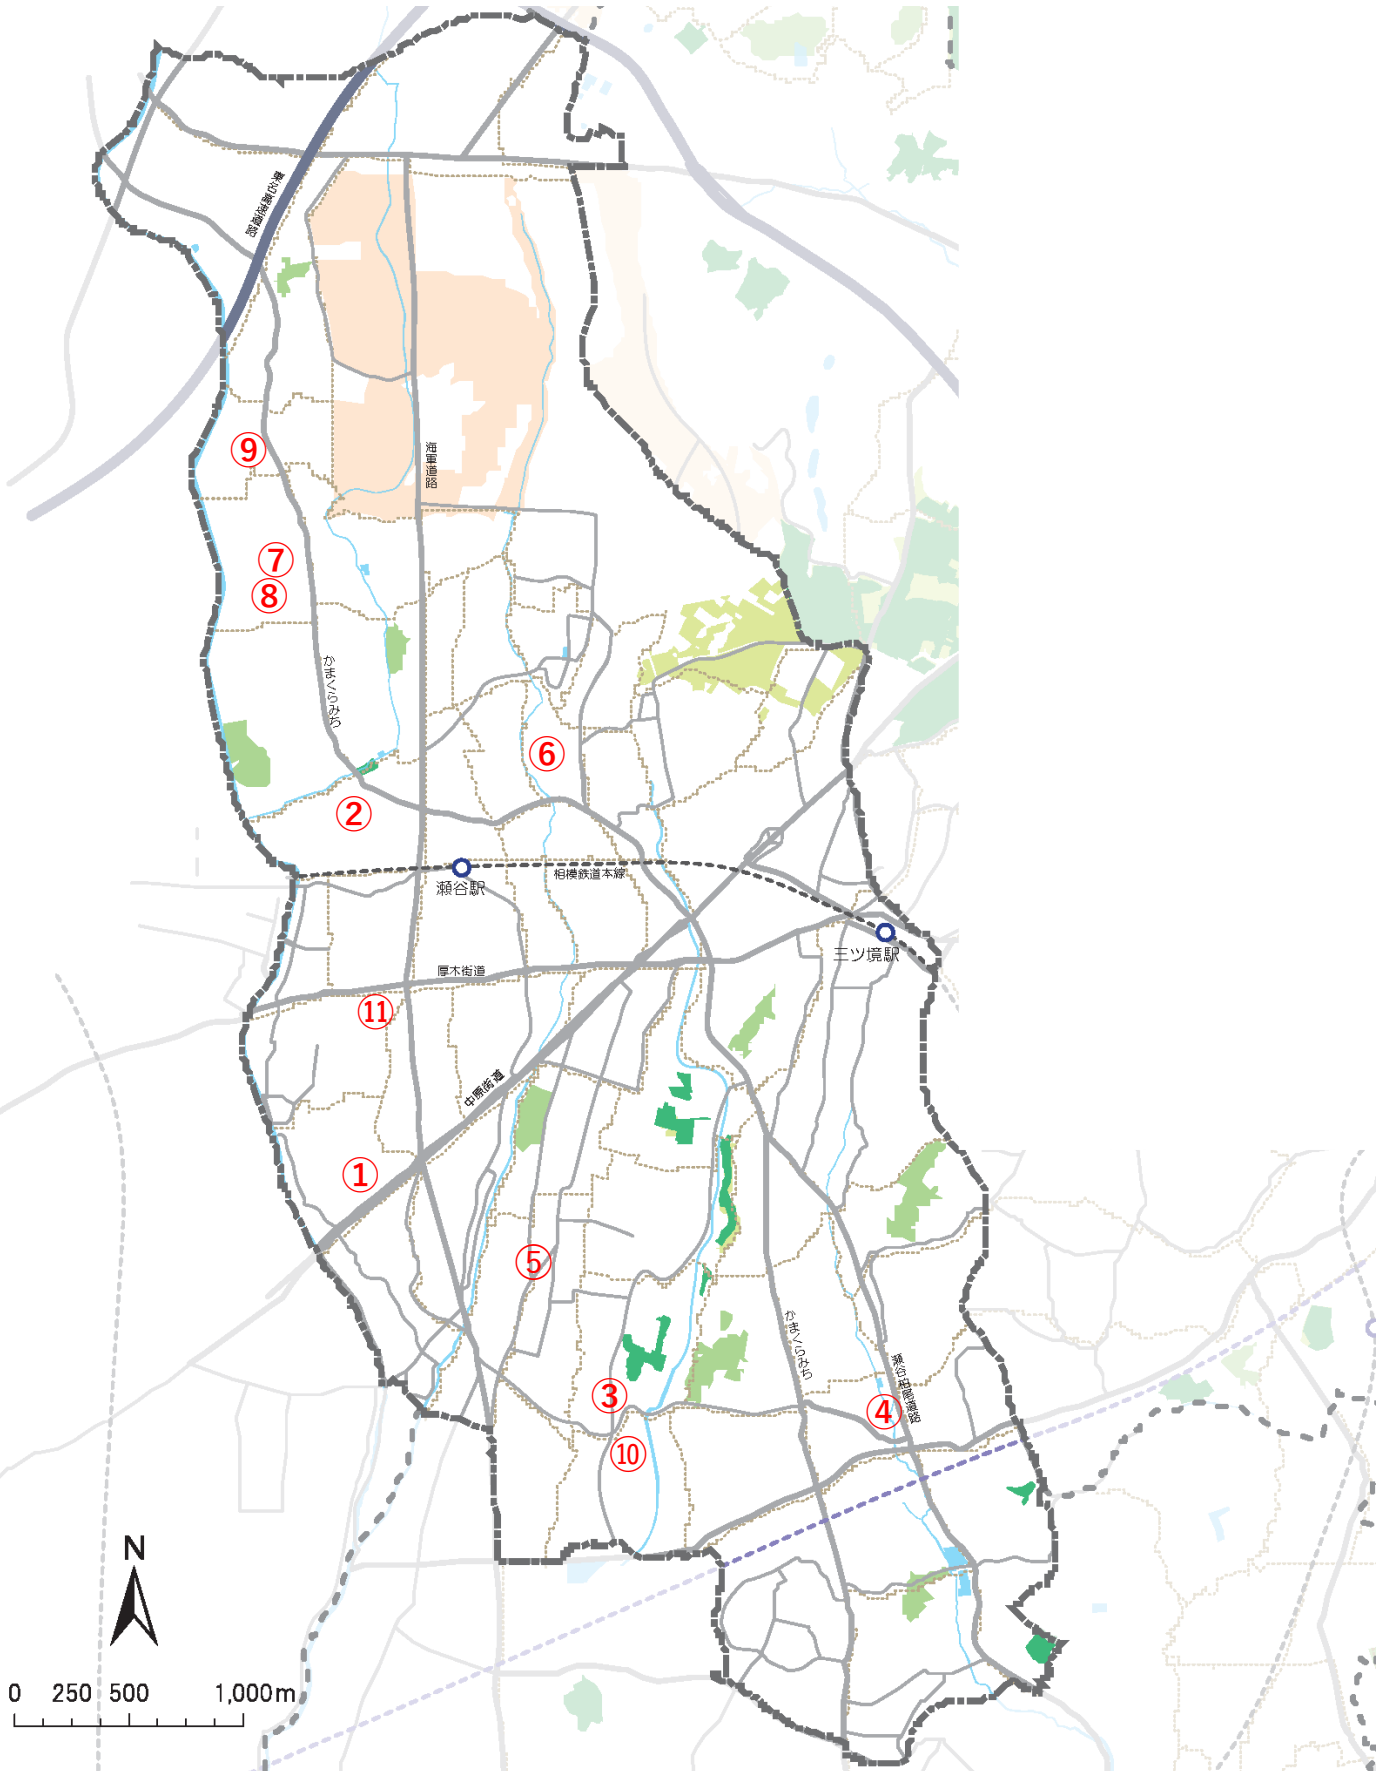 東名高速道路
海軍道路
⑨
⑦
⑧
かまくらみち
⑥
②
瀬谷駅
相模鉄道本線
三ツ境駅
厚木街道
⑪
中原街道
①
⑤
かまくらみち
瀬谷柏尾道路
③
④
⑩
N
0 250 500 1,000m